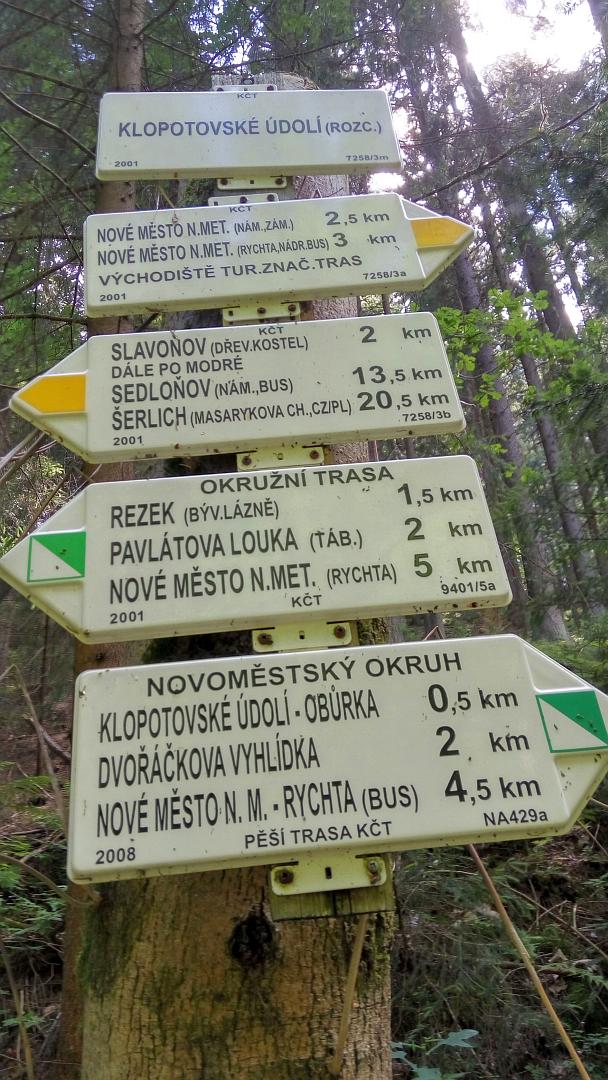 KČT
KLOPOTOVSKÉ ÚDOLÍ (ROZC.)
2001 7258/3m
KČT
NOVÉ MĚSTO N.MET. (NÁM.,ZÁM.) 2,5 km
NOVÉ MĚSTO N.MET. (RYCHTA,NÁDR.BUS) 3 km
VÝCHODIŠTĚ TUR.ZNAČ.TRAS
2001 7258/3a
KČT
SLAVOŇOV (DŘEV.KOSTEL) 2 km
DÁLE PO MODRÉ
SEDLOŇOV (NÁM.,BUS) 13,5 km
ŠERLICH (MASARYKOVA CH.,CZ/PL) 20,5 km
2001 7258/3b
OKRUŽNÍ TRASA
REZEK (BÝV.LÁZNĚ) 1,5 km
PAVLÁTOVA LOUKA (TÁB.) 2 km
NOVÉ MĚSTO N.MET. (RYCHTA) 5 km
2001 KČT 9401/5a
NOVOMĚSTSKÝ OKRUH
KLOPOTOVSKÉ ÚDOLÍ - OBŮRKA 0,5 km
DVOŘÁČKOVA VYHLÍDKA 2 km
NOVÉ MĚSTO N. M. - RYCHTA (BUS) 4,5 km
2008 PĚŠÍ TRASA KČT NA429a